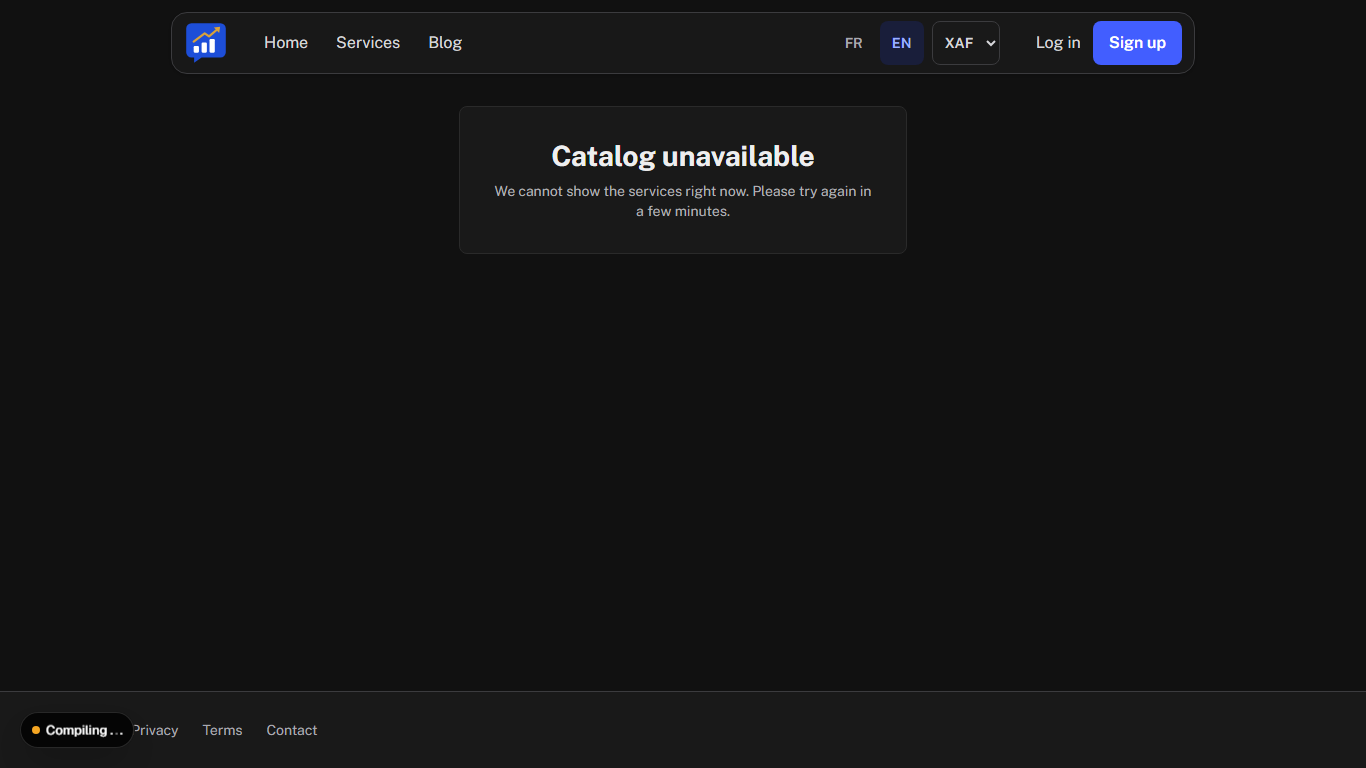 Home Services Blog FR EN XAF Log in Sign up
Catalog unavailable
We cannot show the services right now. Please try again in
a few minutes.
Compiling ... Privacy Terms Contact